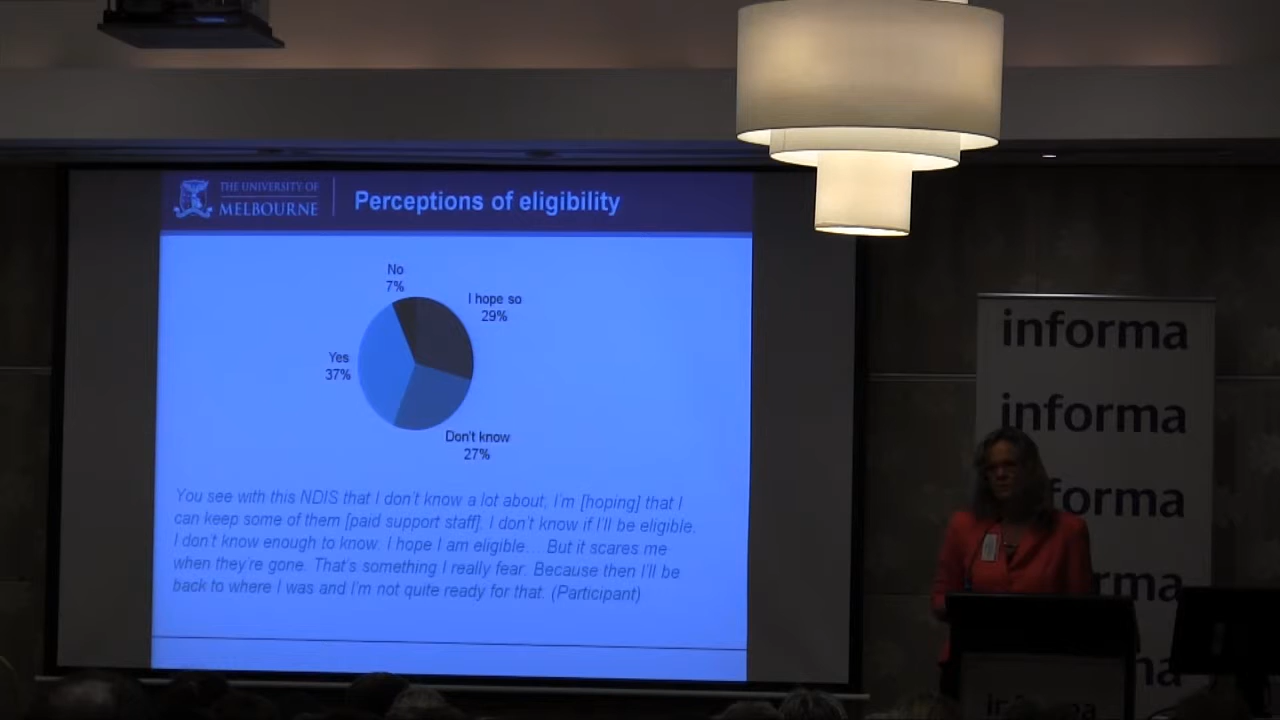 THE UNIVERSITY OF
MELBOURNE
Perceptions of eligibility
No
7%
I hope so
29%
Yes
37%
Don't know
27%
You see with this NDIS that I don't know a lot about, I'm [hoping] that I
can keep some of them [paid support staff]. I don't know if I'll be eligible.
I don't know enough to know. I hope I am eligible... But it scares me
when they're gone. That's something I really fear. Because then I'll be
back to where I was and I'm not quite ready for that. (Participant)
informa
informa
forma
rma
ma
informa